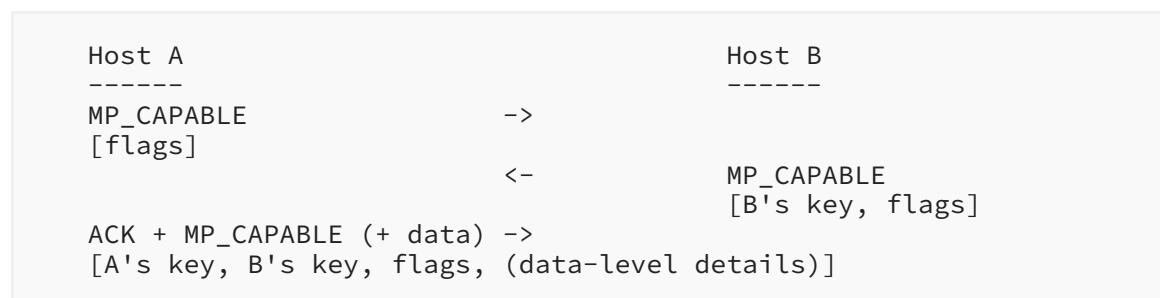 Host A                                  Host B
------                                  ------
MP_CAPABLE                ->
[flags]
                          <-            MP_CAPABLE
                                        [B's key, flags]
ACK + MP_CAPABLE (+ data) ->
[A's key, B's key, flags, (data-level details)]